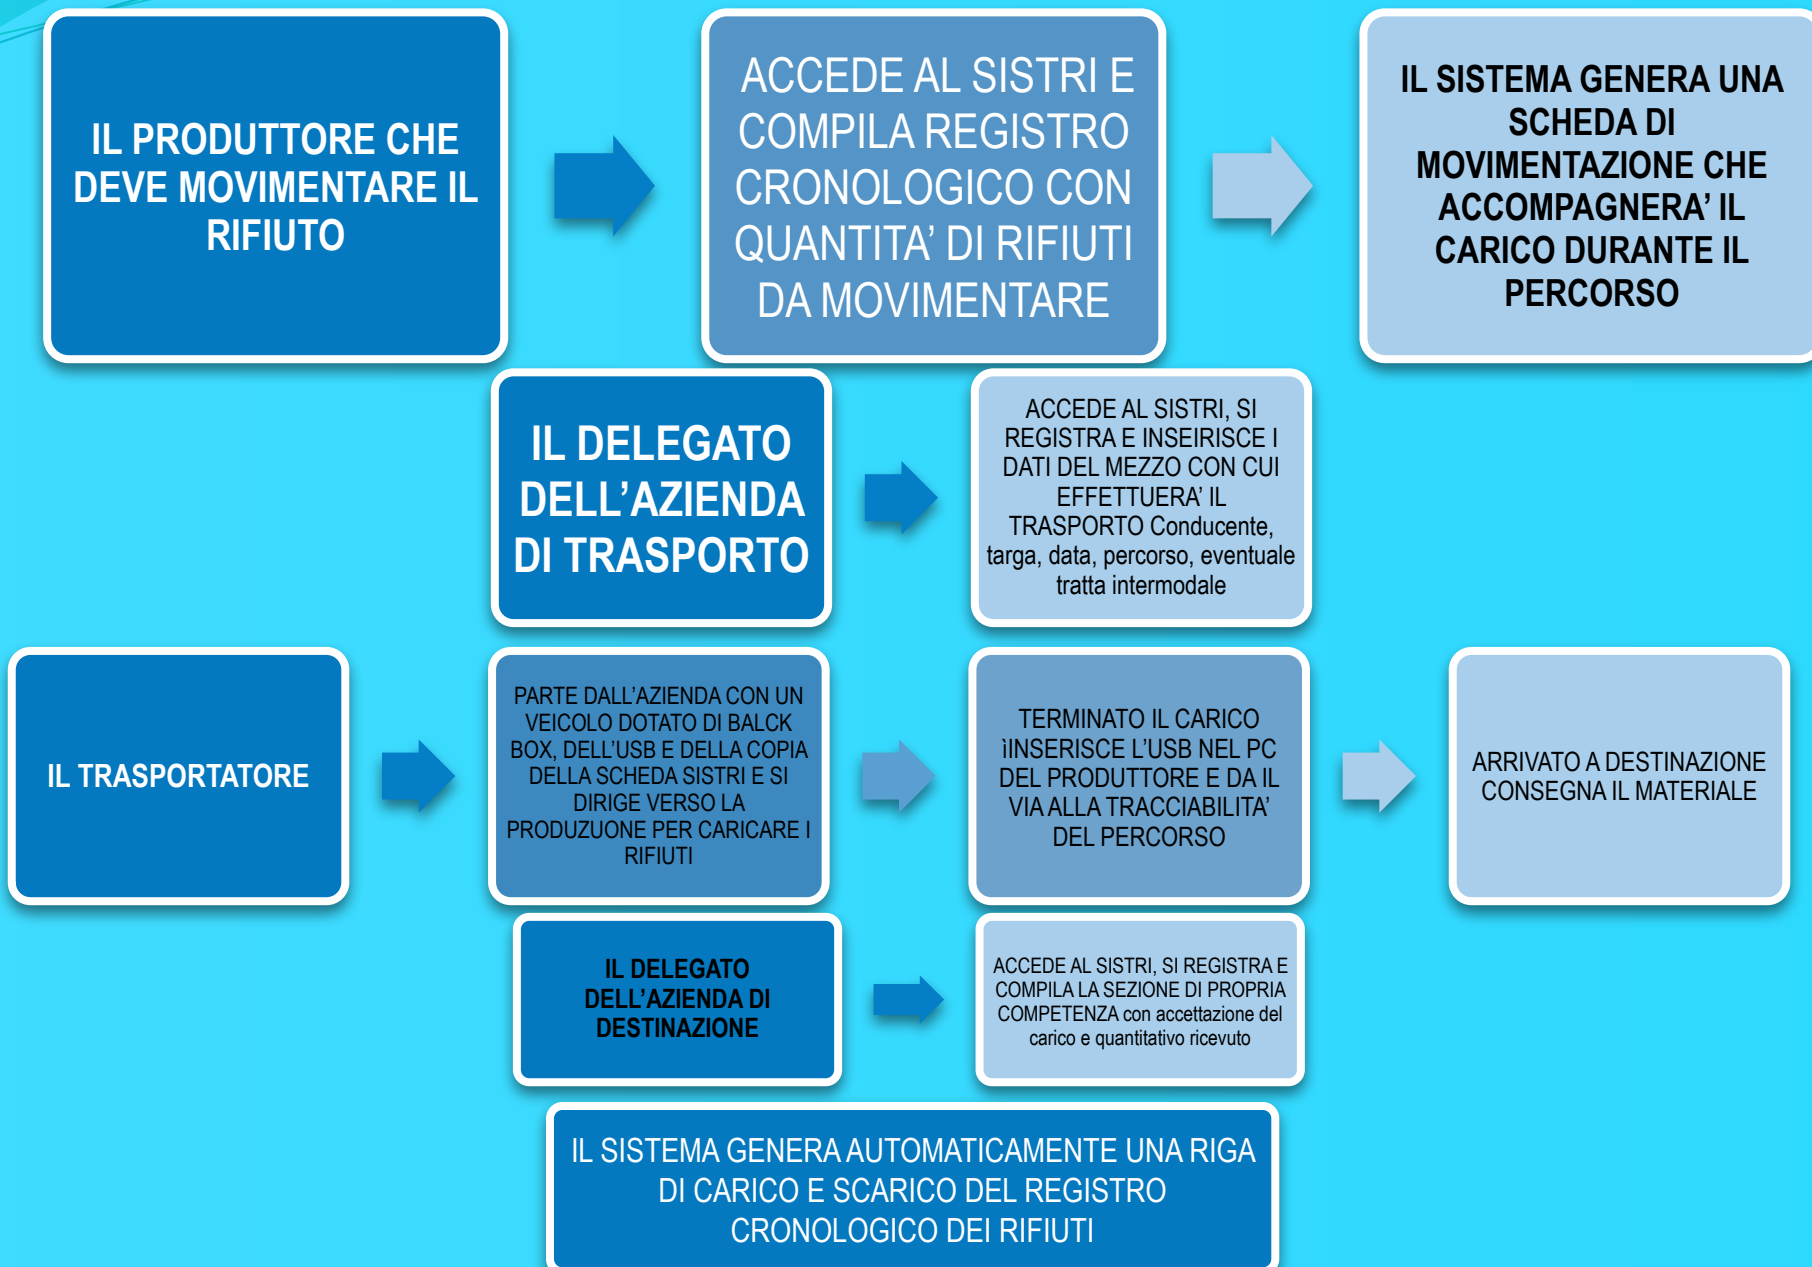 IL PRODUTTORE CHE
DEVE MOVIMENTARE IL
RIFIUTO
ACCEDE AL SISTRI E
COMPILA REGISTRO
CRONOLOGICO CON
QUANTITA’ DI RIFIUTI
DA MOVIMENTARE
IL SISTEMA GENERA UNA
SCHEDA DI
MOVIMENTAZIONE CHE
ACCOMPAGNERA’ IL
CARICO DURANTE IL
PERCORSO
IL DELEGATO
DELL’AZIENDA
DI TRASPORTO
ACCEDE AL SISTRI, SI
REGISTRA E INSEIRISCE I
DATI DEL MEZZO CON CUI
EFFETTUERA’ IL
TRASPORTO Conducente,
targa, data, percorso, eventuale
tratta intermodale
IL TRASPORTATORE
PARTE DALL’AZIENDA CON UN
VEICOLO DOTATO DI BALCK
BOX, DELL’USB E DELLA COPIA
DELLA SCHEDA SISTRI E SI
DIRIGE VERSO LA
PRODUZUONE PER CARICARE I
RIFIUTI
TERMINATO IL CARICO
ìINSERISCE L’USB NEL PC
DEL PRODUTTORE E DA IL
VIA ALLA TRACCIABILITA’
DEL PERCORSO
ARRIVATO A DESTINAZIONE
CONSEGNA IL MATERIALE
IL DELEGATO
DELL’AZIENDA DI
DESTINAZIONE
ACCEDE AL SISTRI, SI REGISTRA E
COMPILA LA SEZIONE DI PROPRIA
COMPETENZA con accettazione del
carico e quantitativo ricevuto
IL SISTEMA GENERA AUTOMATICAMENTE UNA RIGA
DI CARICO E SCARICO DEL REGISTRO
CRONOLOGICO DEI RIFIUTI